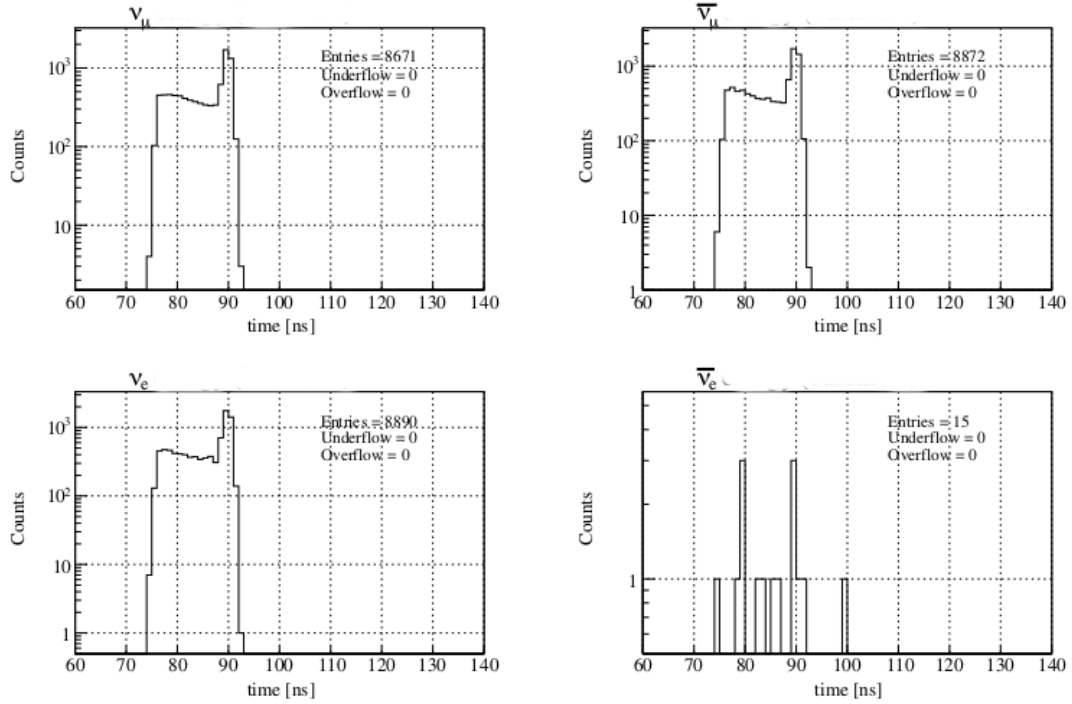 ν_μ
Entries = 8671
Underflow = 0
Overflow = 0
10³
10²
10
Counts
60 70 80 90 100 110 120 130 140
time [ns]
ν̅_μ
Entries = 8872
Underflow = 0
Overflow = 0
10³
10²
10
1
Counts
60 70 80 90 100 110 120 130 140
time [ns]
ν_e
Entries = 8890
Underflow = 0
Overflow = 0
10³
10²
10
1
Counts
60 70 80 90 100 110 120 130 140
time [ns]
ν̅_e
Entries = 15
Underflow = 0
Overflow = 0
1
Counts
60 70 80 90 100 110 120 130 140
time [ns]